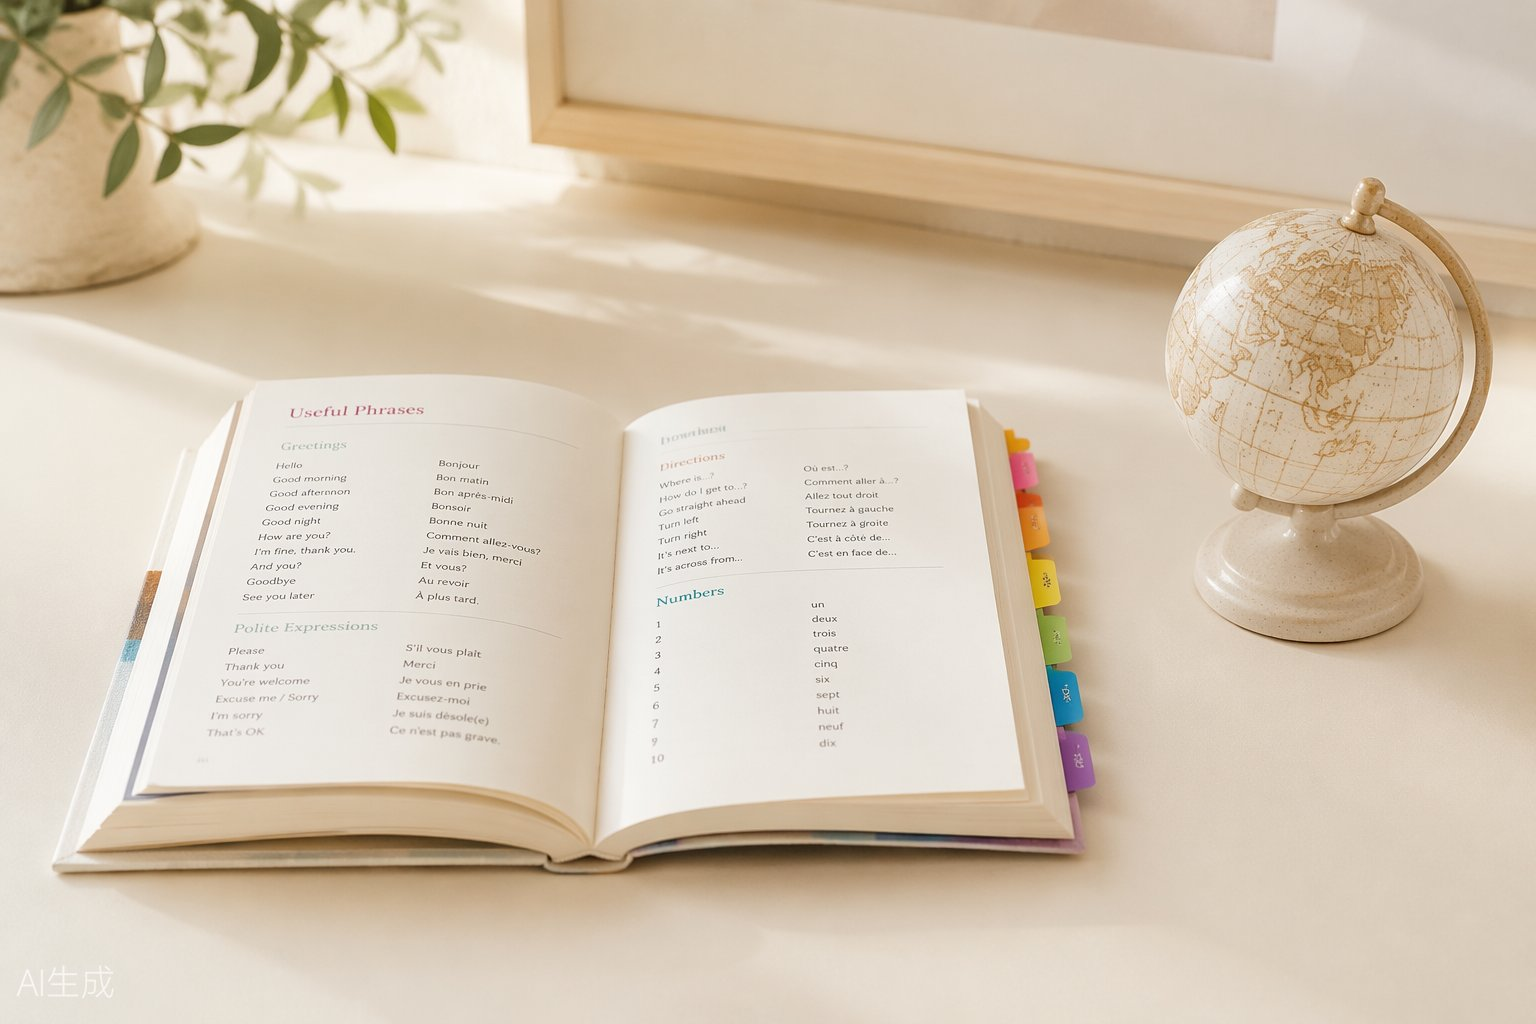 Useful Phrases
Greetings
Hello Bonjour
Good morning Bon matin
Good afternnon Bon après-midi
Good evening Bonsoir
Good night Bonne nuit
How are you? Comment allez-vous?
I'm fine, thank you. Je vais bien, merci
And you? Et vous?
Goodbye Au revoir
See you later À plus tard.
Polite Expressions
Please S'il vous plaît
Thank you Merci
You're welcome Je vous en prie
Excuse me / Sorry Excusez-moi
I'm sorry Je suis désole(e)
That's OK Ce n'est pas grave.
Directions
Where is...? Où est...?
How do I get to...? Comment aller à...?
Go straight ahead Allez tout droit
Turn left Tournez à gauche
Turn right Tournez à groite
It's next to... C'est à côté de...
It's across from... C'est en face de...
Numbers
1
2
3
4
5
6
7
9
10
un
deux
trois
quatre
cinq
six
sept
huit
neuf
dix
AI生成